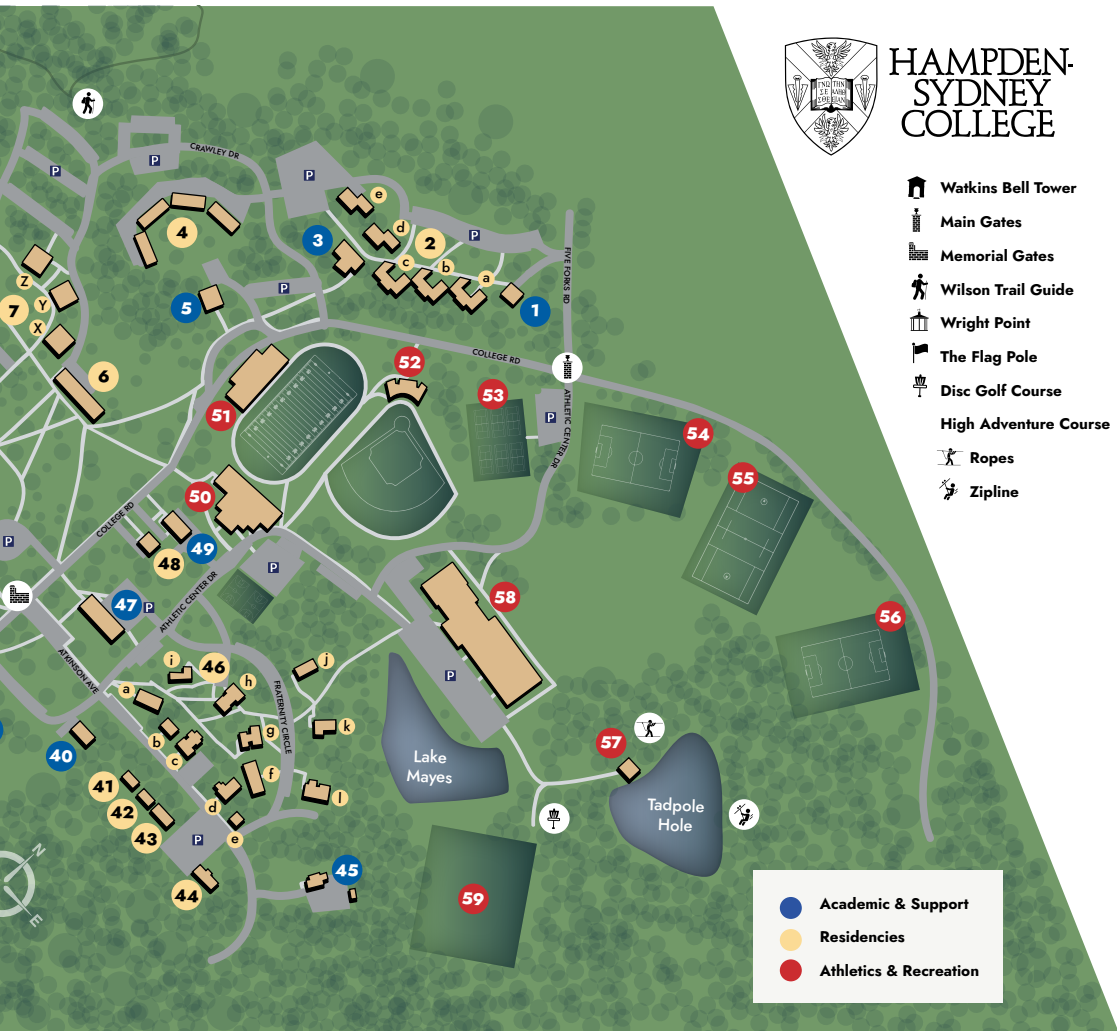 HAMPDEN-
SYDNEY
COLLEGE
ΓΝΩ ΤΗΝ
ΣΕ ΑΛΗΘ
Watkins Bell Tower
Main Gates
Memorial Gates
Wilson Trail Guide
Wright Point
The Flag Pole
Disc Golf Course
High Adventure Course
Ropes
Zipline
CRAWLEY DR
P
P
P
P
P
e
d
c
b
a
4
3
2
1
5
Z
7
Y
X
6
FIVE FORKS RD
COLLEGE RD
52
51
53
P
ATHLETIC CENTER DR
54
55
50
COLLEGE RD
P
49
48
P
47
P
ATHLETIC CENTER DR
58
56
ATKINSON AVE
i
46
j
h
a
FRATERNITY CIRCLE
P
g
k
b
c
40
f
l
Lake
Mayes
57
41
42
43
d
e
P
Tadpole
Hole
N
E
44
45
59
Academic & Support
Residencies
Athletics & Recreation